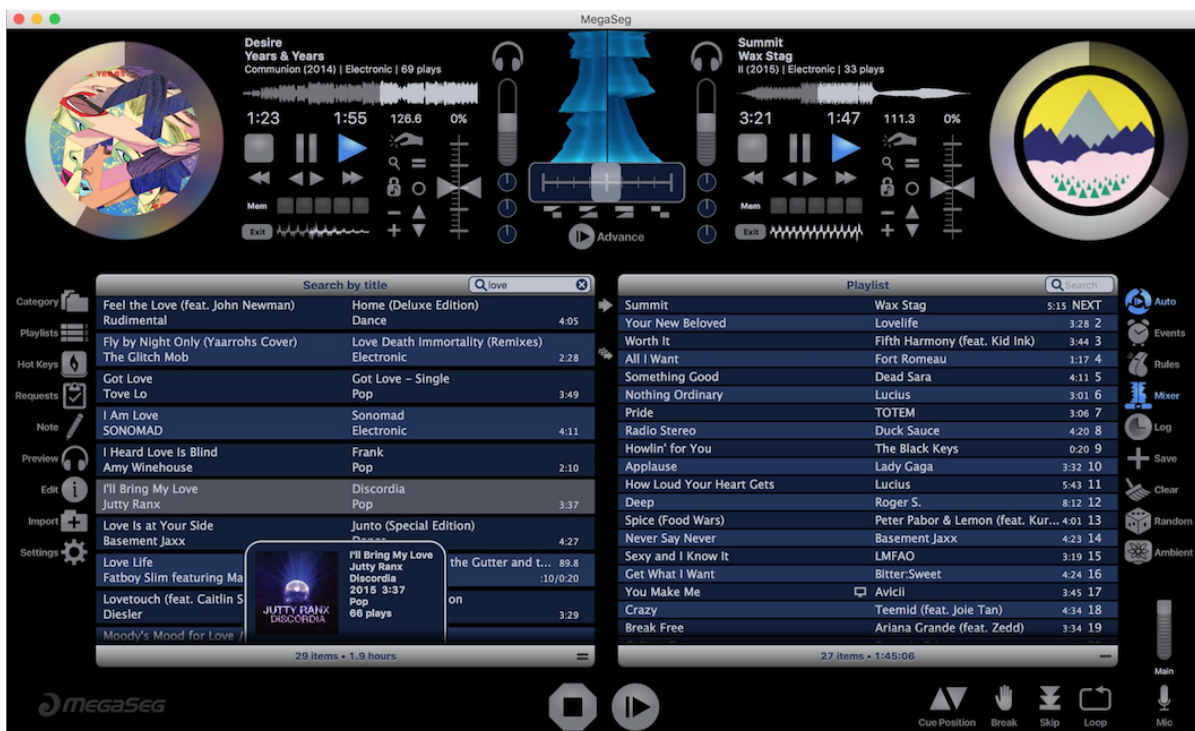 MegaSeg
Desire
Years & Years
Communion (2014) | Electronic | 69 plays
1:23 1:55 126.6 0%
Mem
Exit
Advance
Summit
Wax Stag
II (2015) | Electronic | 33 plays
3:21 1:47 111.3 0%
Mem
Exit
YEARS
Category
Playlists
Hot Keys
Requests
Note
Preview
Edit
Import
Settings
Search by title love
Feel the Love (feat. John Newman) Home (Deluxe Edition)
Rudimental Dance 4:05
Fly by Night Only (Yaarrohs Cover) Love Death Immortality (Remixes)
The Glitch Mob Electronic 2:28
Got Love Got Love – Single
Tove Lo Pop 3:49
I Am Love Sonomad
SONOMAD Electronic 4:11
I Heard Love Is Blind Frank
Amy Winehouse Pop 2:10
I'll Bring My Love Discordia
Jutty Ranx Pop 3:37
Love Is at Your Side Junto (Special Edition)
Basement Jaxx Dance 4:27
Love Life the Gutter and t... 89.8
Fatboy Slim featuring Ma :10/0:20
Lovetouch (feat. Caitlin S on
Diesler 3:29
Moody's Mood for Love /
I'll Bring My Love
Jutty Ranx
Discordia
2015 3:37
Pop
66 plays
JUTTY RANX
DISCORDIA
29 items • 1.9 hours
Playlist Search
Summit Wax Stag 5:15 NEXT
Your New Beloved Lovelife 3:28 2
Worth It Fifth Harmony (feat. Kid Ink) 3:44 3
All I Want Fort Romeau 1:17 4
Something Good Dead Sara 4:11 5
Nothing Ordinary Lucius 3:01 6
Pride TOTEM 3:06 7
Radio Stereo Duck Sauce 4:20 8
Howlin' for You The Black Keys 0:20 9
Applause Lady Gaga 3:32 10
How Loud Your Heart Gets Lucius 5:43 11
Deep Roger S. 8:12 12
Spice (Food Wars) Peter Pabor & Lemon (feat. Kur... 4:01 13
Never Say Never Basement Jaxx 4:23 14
Sexy and I Know It LMFAO 3:19 15
Get What I Want Bitter:Sweet 4:24 16
You Make Me Avicii 3:45 17
Crazy Teemid (feat. Joie Tan) 4:34 18
Break Free Ariana Grande (feat. Zedd) 3:34 19
27 items • 1:45:06
Auto
Events
Rules
Mixer
Log
Save
Clear
Random
Ambient
Main
MegaSeg
Cue Position Break Skip Loop Mic